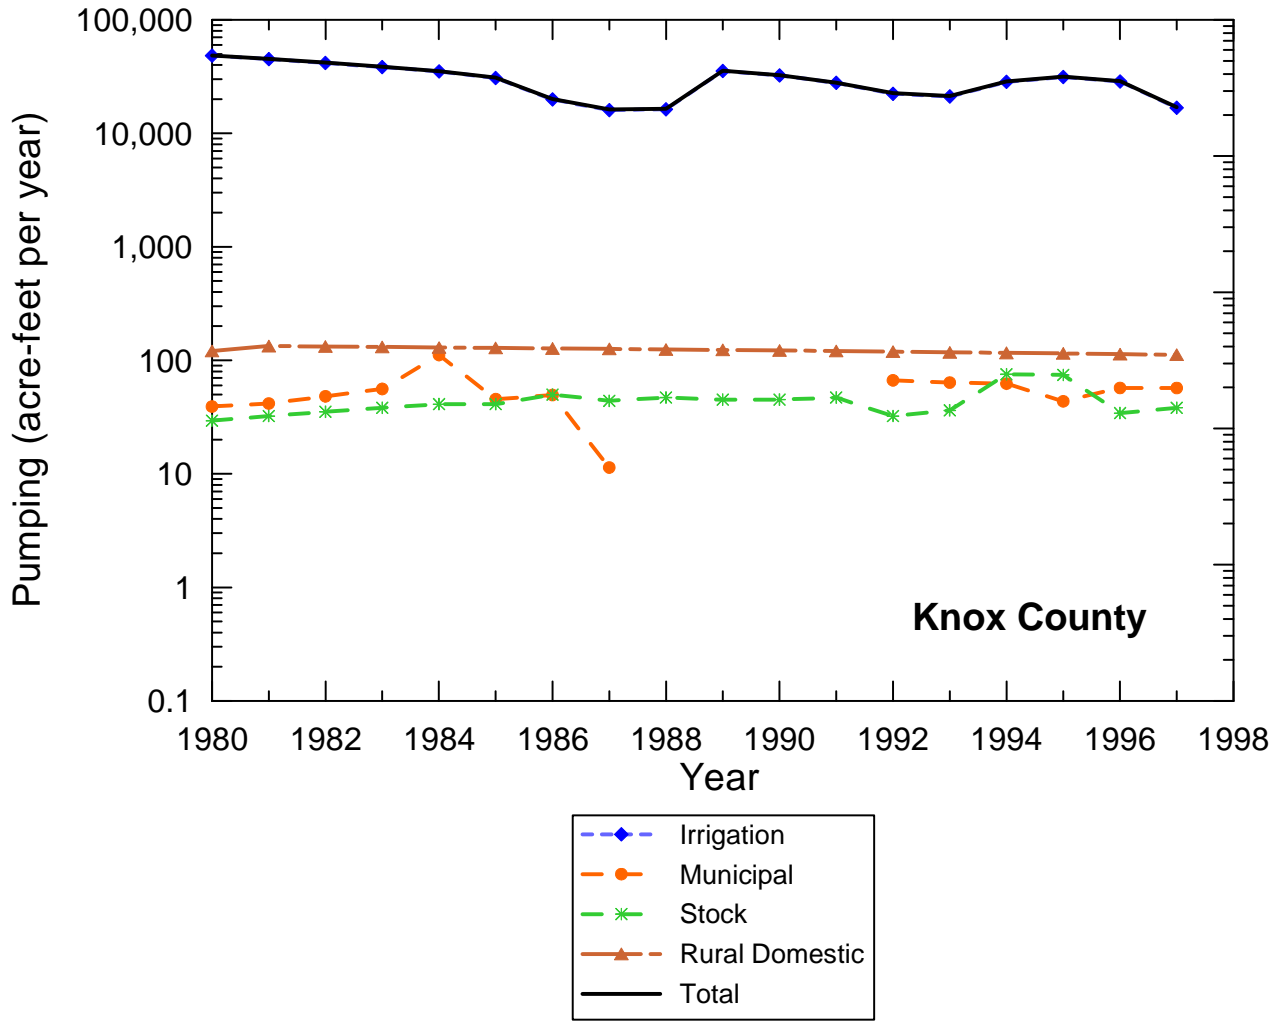 100,000
10,000
1,000
100
10
1
0.1
Pumping (acre-feet per year)
Knox County
1980 1982 1984 1986 1988 1990 1992 1994 1996 1998
Year
Irrigation
Municipal
Stock
Rural Domestic
Total